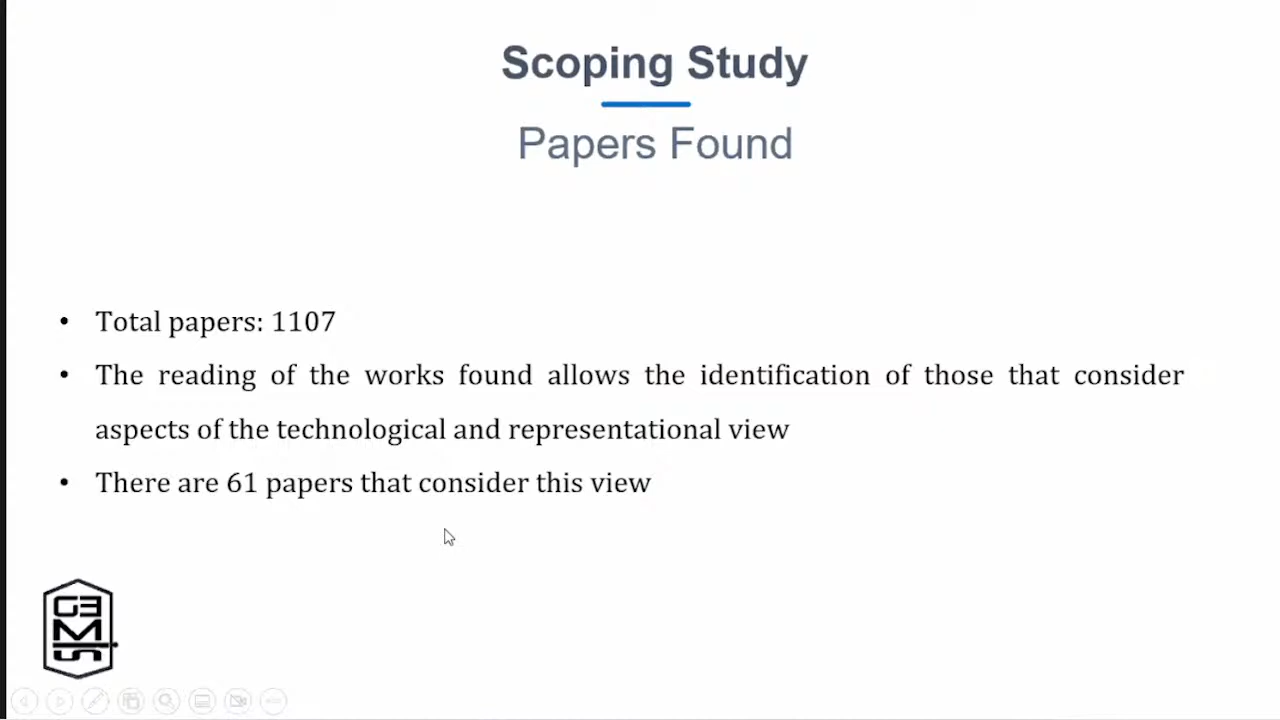 Scoping Study
Papers Found
• Total papers: 1107
• The reading of the works found allows the identification of those that consider
aspects of the technological and representational view
• There are 61 papers that consider this view